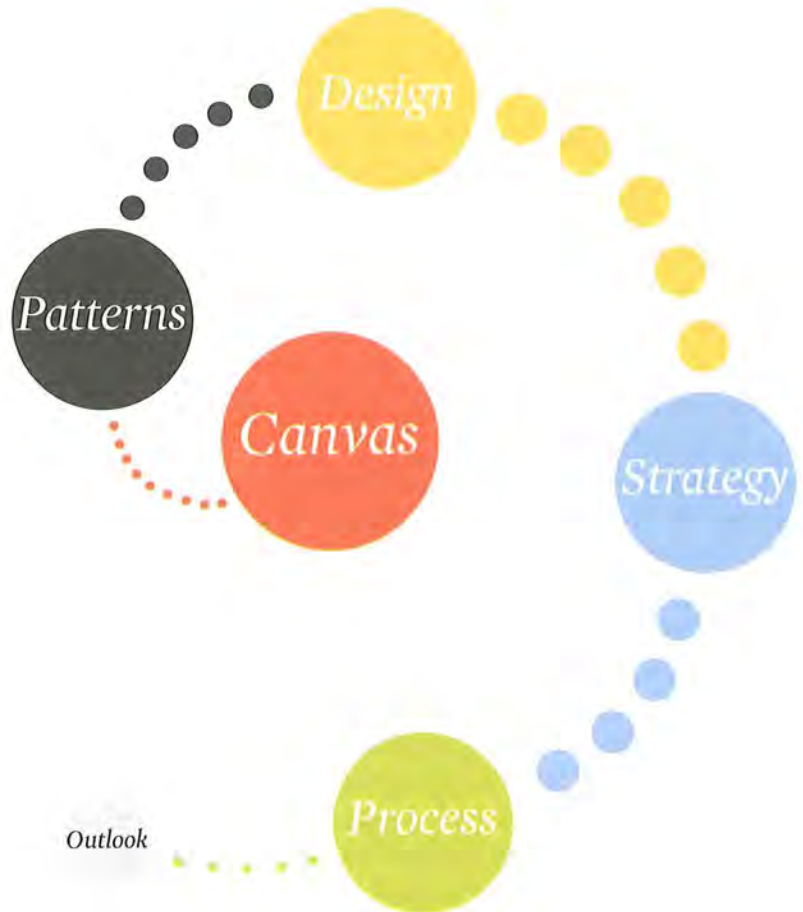 Design
Patterns
Canvas
Strategy
Process
Outlook